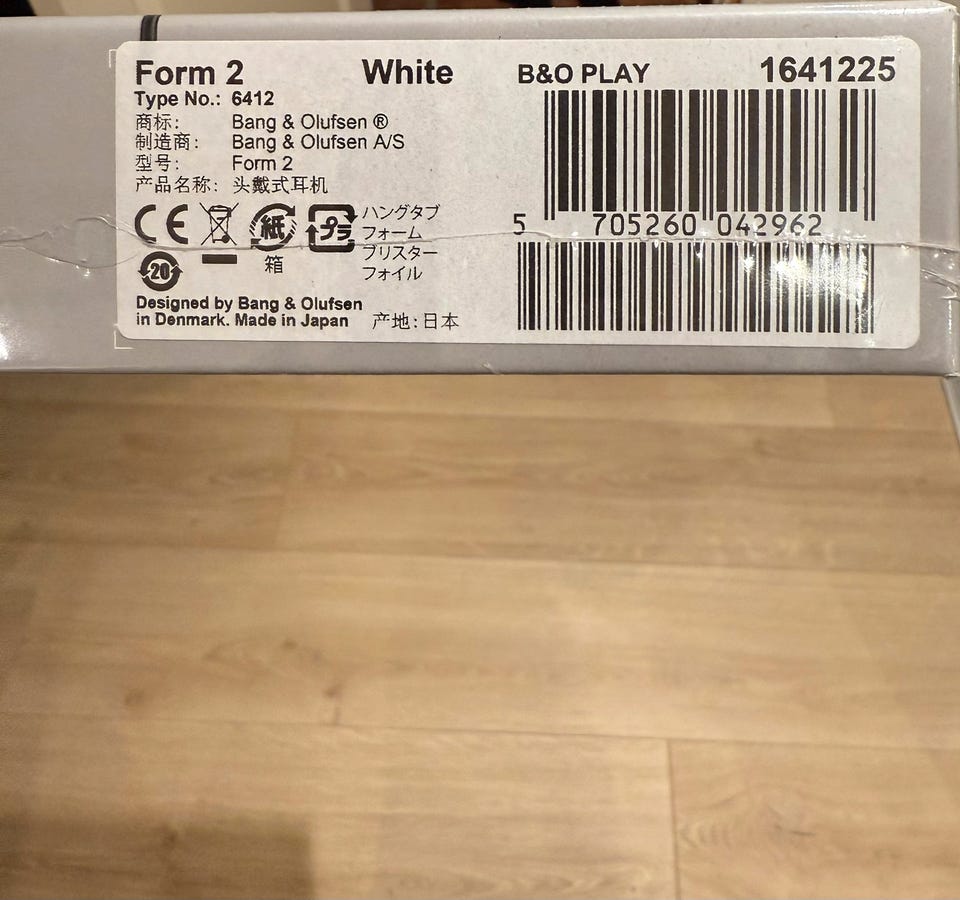 Form 2 White B&O PLAY 1641225
Type No.: 6412
商标: Bang & Olufsen ®
制造商: Bang & Olufsen A/S
型号: Form 2
产品名称: 头戴式耳机
CE 紙 プラ ハングタブ
フォーム
箱 ブリスター
20 フォイル
5 705260 042962
Designed by Bang & Olufsen
in Denmark. Made in Japan 产地:日本